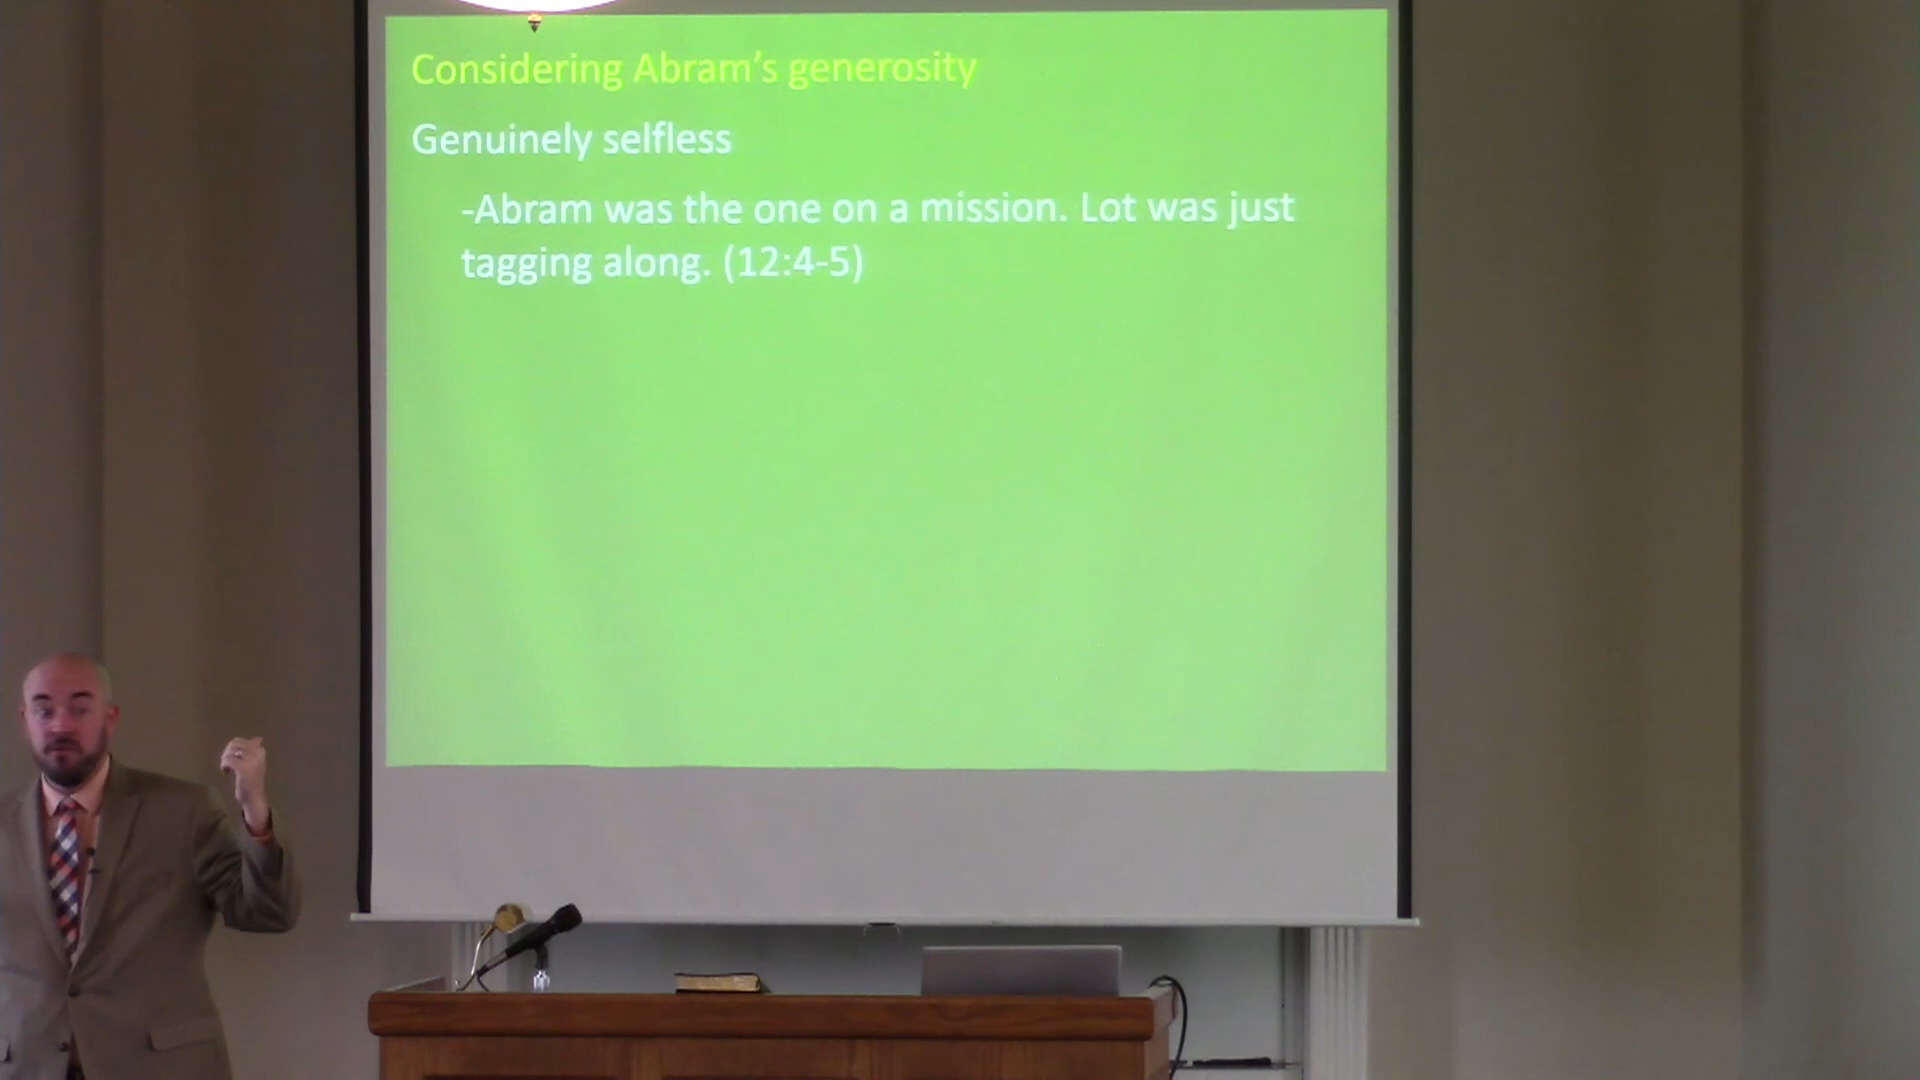 Considering Abram's generosity
Genuinely selfless
-Abram was the one on a mission. Lot was just
tagging along. (12:4-5)